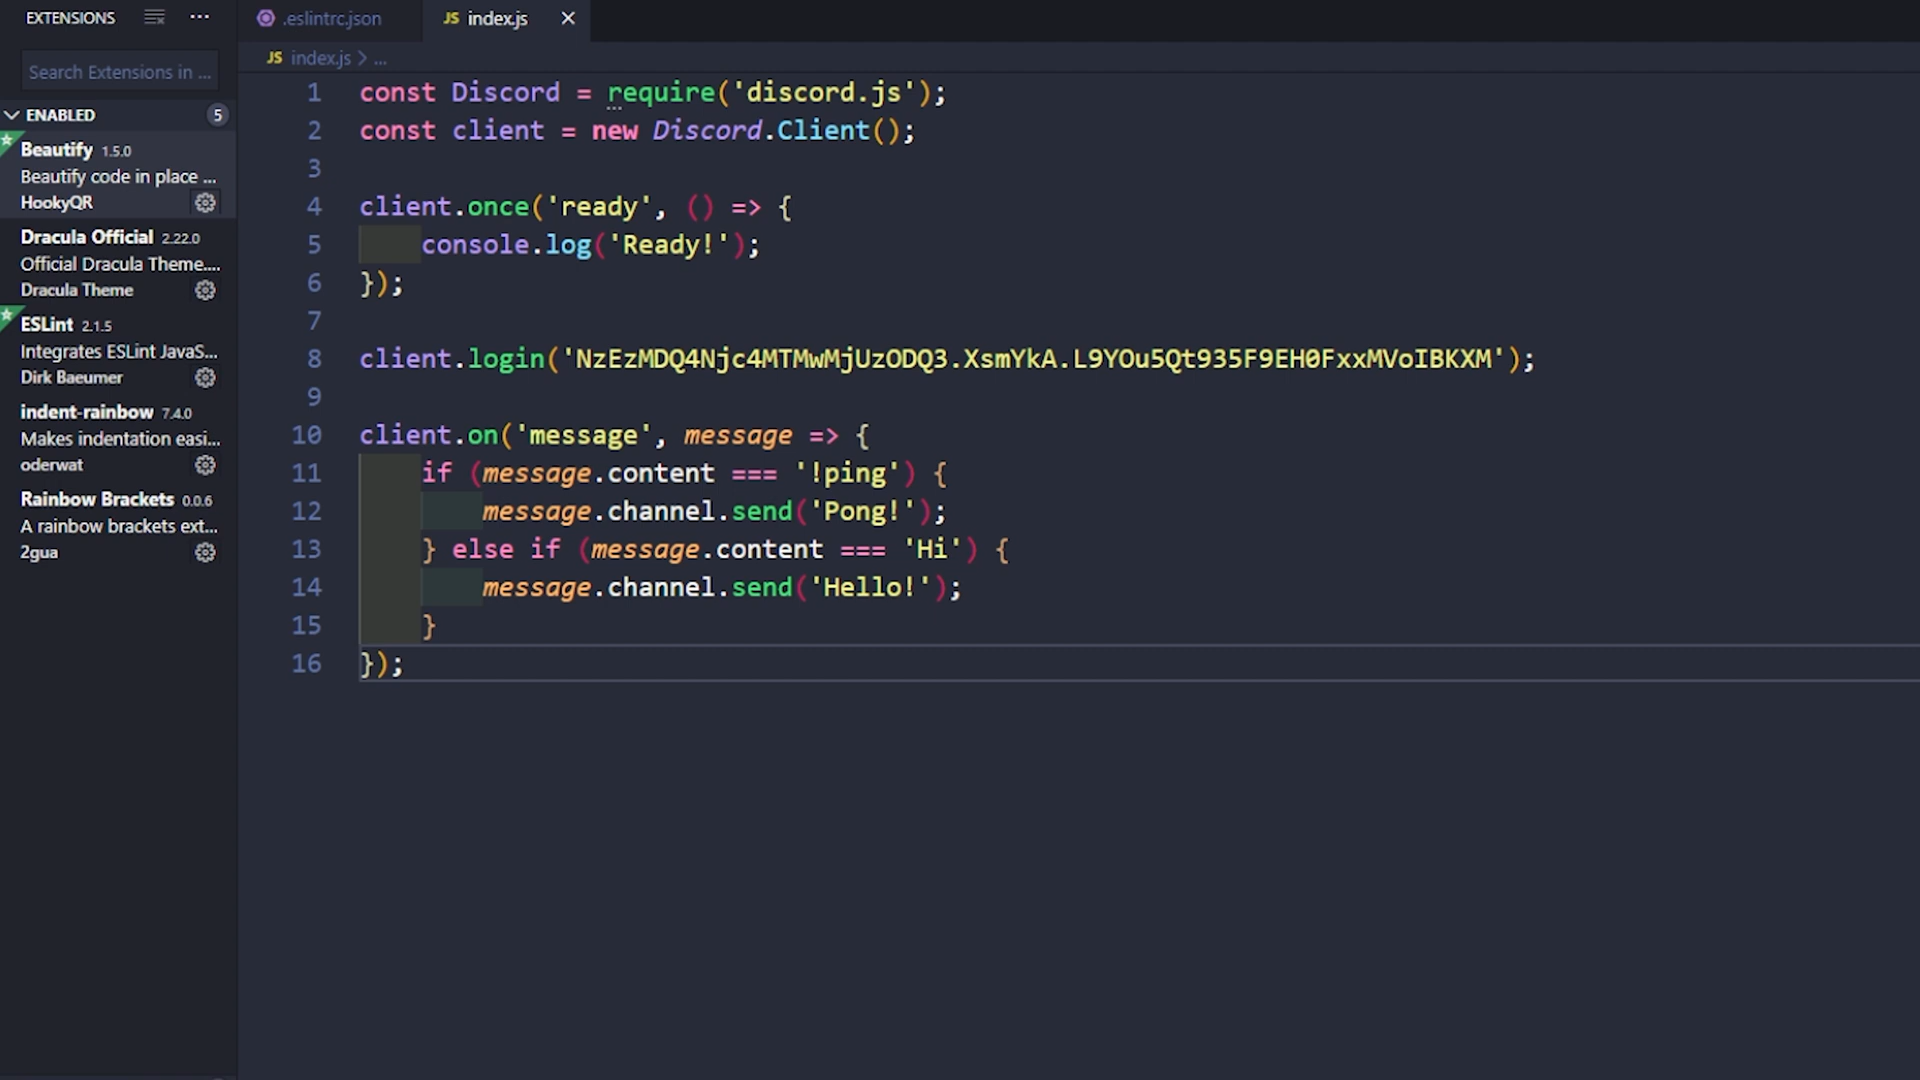 EXTENSIONS
Search Extensions in ...
ENABLED 5
Beautify 1.5.0
Beautify code in place ...
HookyQR
Dracula Official 2.22.0
Official Dracula Theme....
Dracula Theme
ESLint 2.1.5
Integrates ESLint JavaS...
Dirk Baeumer
indent-rainbow 7.4.0
Makes indentation easi...
oderwat
Rainbow Brackets 0.0.6
A rainbow brackets ext...
2gua
.eslintrc.json JS index.js
JS index.js > ...
1 const Discord = require('discord.js');
2 const client = new Discord.Client();
3
4 client.once('ready', () => {
5     console.log('Ready!');
6 });
7
8 client.login('NzEzMDQ4Njc4MTMwMjUzODQ3.XsmYkA.L9YOu5Qt935F9EH0FxxMVoIBKXM');
9
10 client.on('message', message => {
11     if (message.content === '!ping') {
12         message.channel.send('Pong!');
13     } else if (message.content === 'Hi') {
14         message.channel.send('Hello!');
15     }
16 });